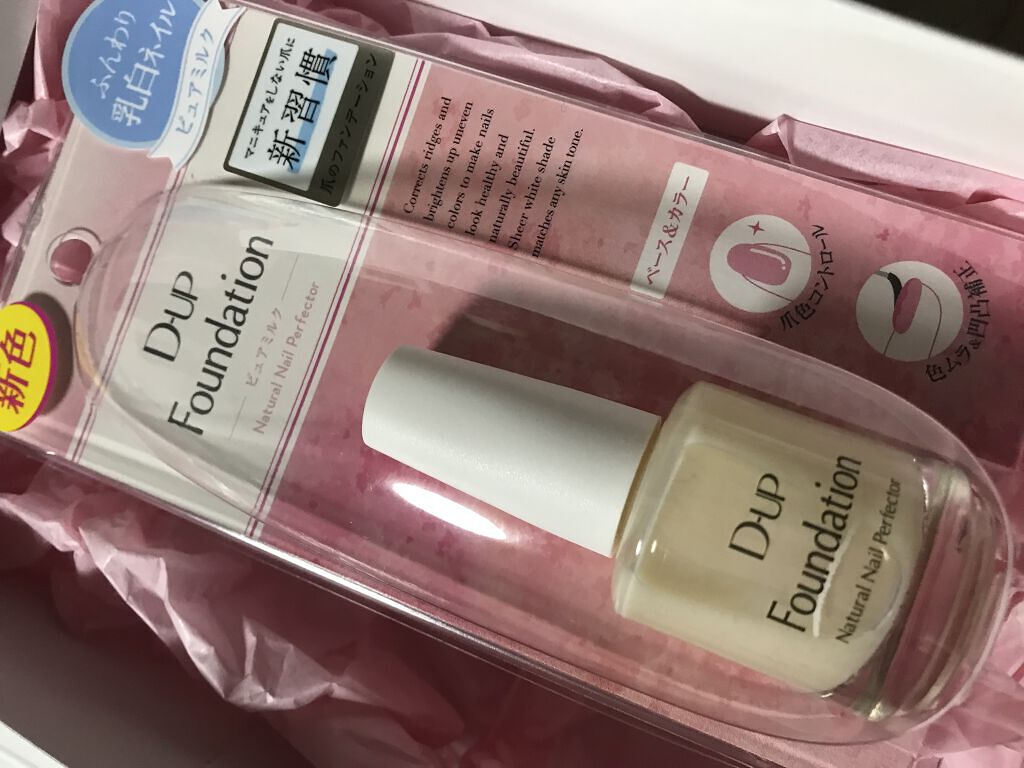 ふんわり
乳白ネイル
ピュアミルク
マニキュアをしない爪に
新習慣
爪のファンデーション
新色
D-UP
Foundation
ピュアミルク
Natural Nail Perfector
Corrects ridges and
brightens up uneven
colors to make nails
look healthy and
naturally beautiful.
Sheer white shade
matches any skin tone.
ベース&カラー
爪色コントロール
色ムラ&凹凸補正
D-UP
Foundation
Natural Nail Perfector